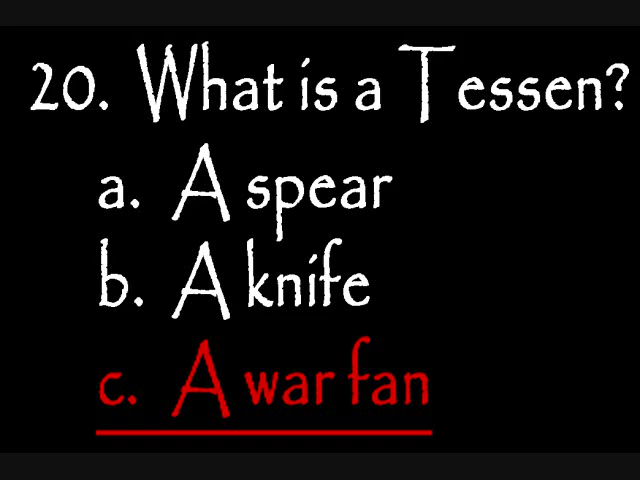 20. What is a Tessen?
a. A spear
b. A knife
c. A war fan